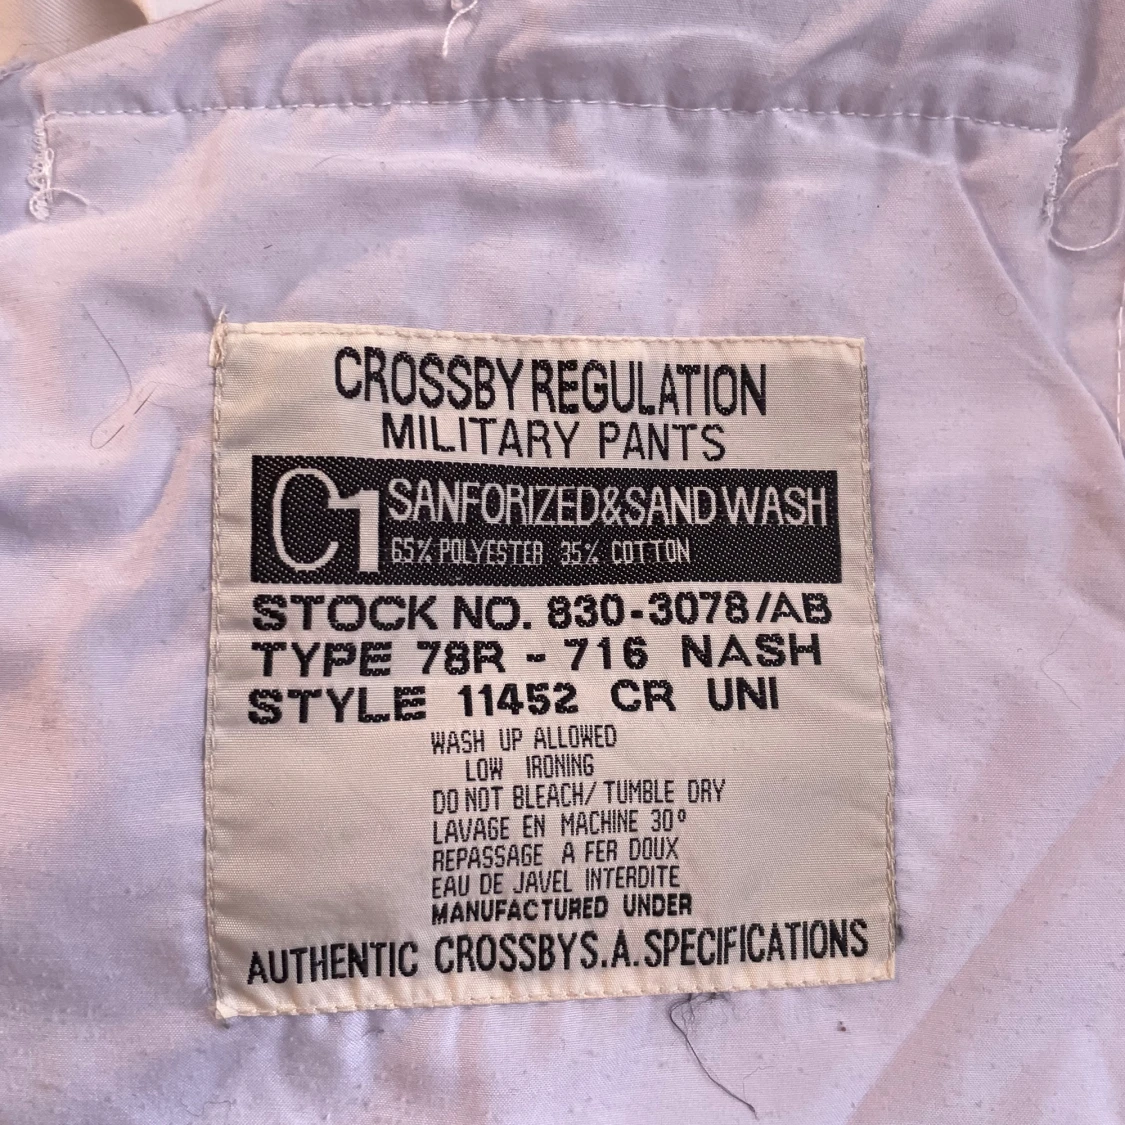 CROSSBY REGULATION
MILITARY PANTS
C1 SANFORIZED&SAND WASH
65% POLYESTER 35% COTTON
STOCK NO. 830-3078/AB
TYPE 78R - 716 NASH
STYLE 11452 CR UNI
WASH UP ALLOWED
LOW IRONING
DO NOT BLEACH/ TUMBLE DRY
LAVAGE EN MACHINE 30°
REPASSAGE A FER DOUX
EAU DE JAVEL INTERDITE
MANUFACTURED UNDER
AUTHENTIC CROSSBY S.A. SPECIFICATIONS